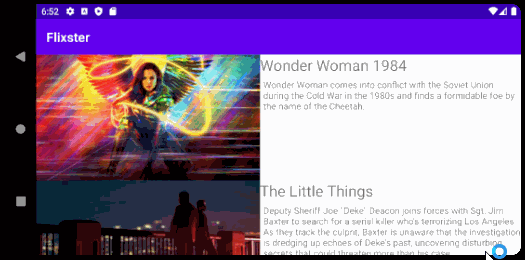 6:52
Flixster
Wonder Woman 1984
Wonder Woman comes into conflict with the Soviet Union
during the Cold War in the 1980s and finds a formidable foe by
the name of the Cheetah.
The Little Things
Deputy Sheriff Joe "Deke" Deacon joins forces with Sgt. Jim
Baxter to search for a serial killer who's terrorizing Los Angeles.
As they track the culprit, Baxter is unaware that the investigation
is dredging up echoes of Deke's past, uncovering disturbing
secrets that could threaten more than his case.